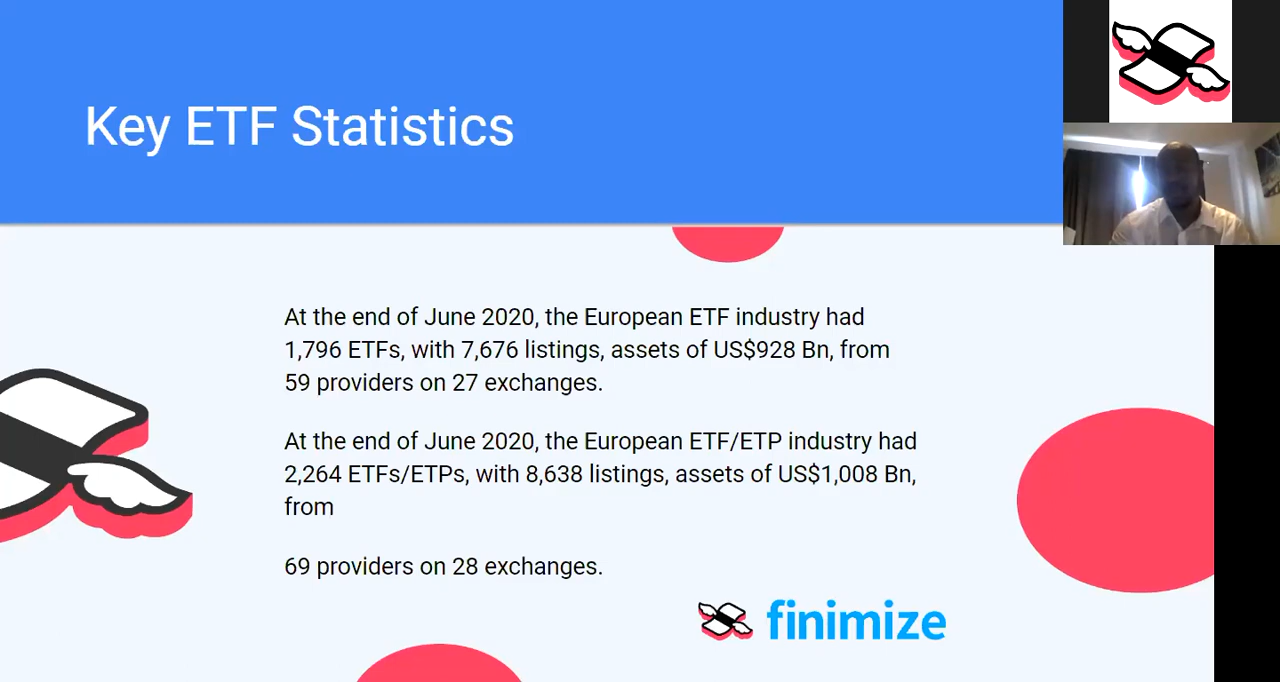 Key ETF Statistics
At the end of June 2020, the European ETF industry had
1,796 ETFs, with 7,676 listings, assets of US$928 Bn, from
59 providers on 27 exchanges.
At the end of June 2020, the European ETF/ETP industry had
2,264 ETFs/ETPs, with 8,638 listings, assets of US$1,008 Bn,
from
69 providers on 28 exchanges.
finimize